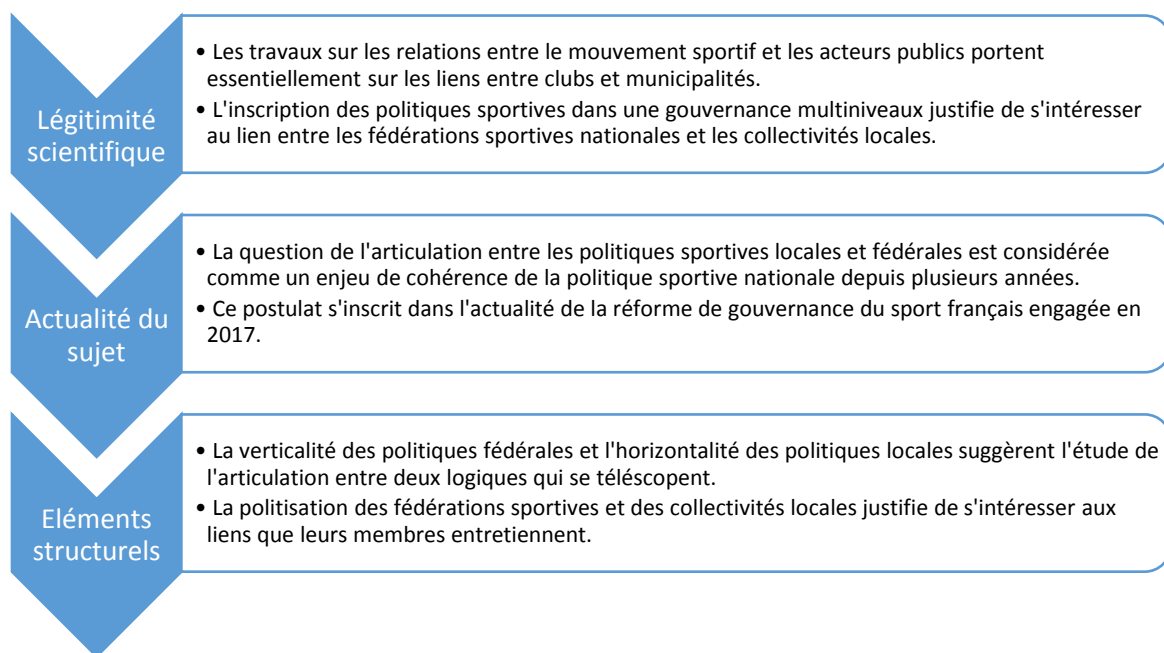 Légitimité
scientifique
• Les travaux sur les relations entre le mouvement sportif et les acteurs publics portent
essentiellement sur les liens entre clubs et municipalités.
• L'inscription des politiques sportives dans une gouvernance multiniveaux justifie de s'intéresser
au lien entre les fédérations sportives nationales et les collectivités locales.
Actualité du
sujet
• La question de l'articulation entre les politiques sportives locales et fédérales est considérée
comme un enjeu de cohérence de la politique sportive nationale depuis plusieurs années.
• Ce postulat s'inscrit dans l'actualité de la réforme de gouvernance du sport français engagée en
2017.
Eléments
structurels
• La verticalité des politiques fédérales et l'horizontalité des politiques locales suggèrent l'étude de
l'articulation entre deux logiques qui se téléscopent.
• La politisation des fédérations sportives et des collectivités locales justifie de s'intéresser aux
liens que leurs membres entretiennent.